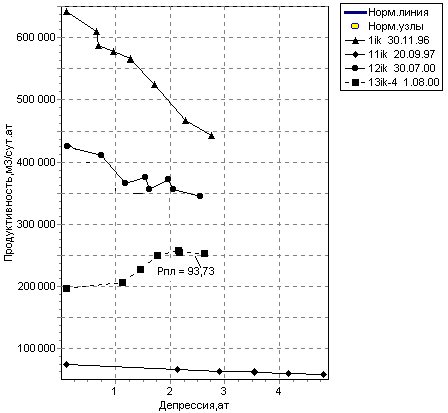 Норм.линия
Норм.узлы
1ik 30.11.96
11ik 20.09.97
12ik 30.07.00
13ik-4 1.08.00
Продуктивность,м3/сут.ат
600 000
500 000
400 000
300 000
200 000
100 000
Рпл = 93,73
1 2 3 4
Депрессия,ат